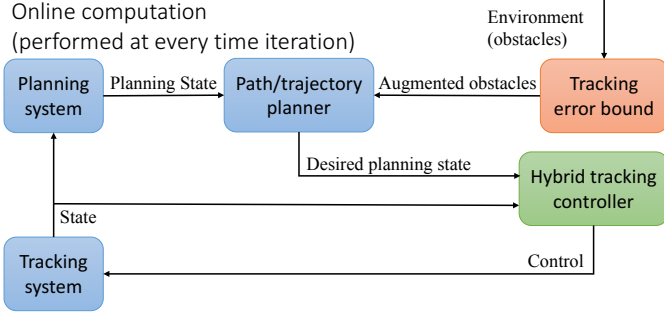 Online computation
(performed at every time iteration)
Environment
(obstacles)
Planning
system
Planning State
Path/trajectory
planner
Augmented obstacles
Tracking
error bound
Desired planning state
Hybrid tracking
controller
State
Tracking
system
Control